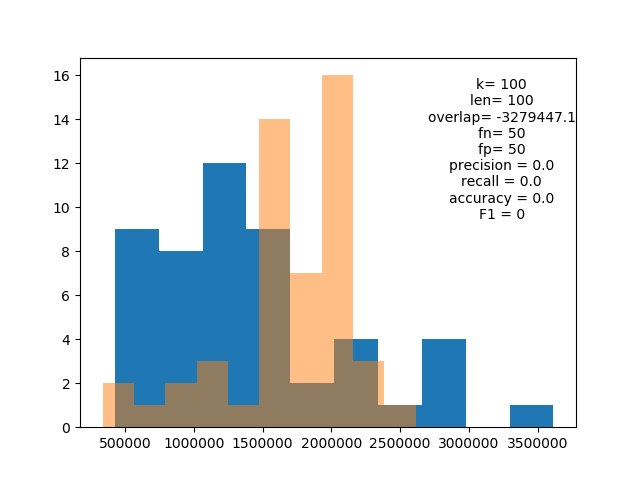 16
14
12
10
8
6
4
2
0
500000 1000000 1500000 2000000 2500000 3000000 3500000
k= 100
len= 100
overlap= -3279447.1
fn= 50
fp= 50
precision = 0.0
recall = 0.0
accuracy = 0.0
F1 = 0